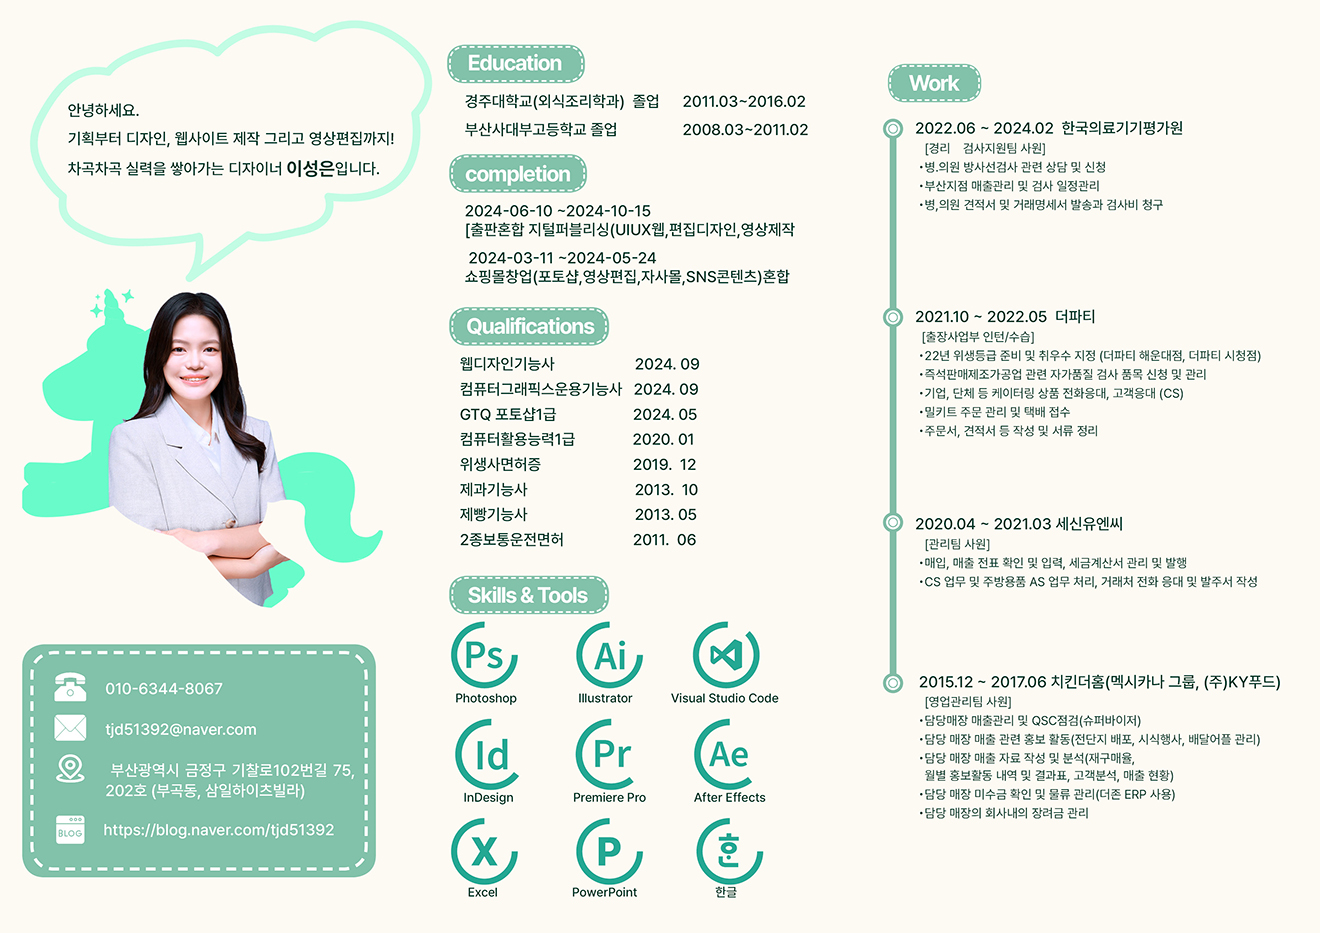 안녕하세요.
기획부터 디자인, 웹사이트 제작 그리고 영상편집까지!
차곡차곡 실력을 쌓아가는 디자이너 이성은입니다.
010-6344-8067
tjd51392@naver.com
부산광역시 금정구 기찰로102번길 75,
202호 (부곡동, 삼일하이츠빌라)
BLOG
https://blog.naver.com/tjd51392
Education
경주대학교(외식조리학과) 졸업 2011.03~2016.02
부산사대부고등학교 졸업 2008.03~2011.02
completion
2024-06-10 ~2024-10-15
[출판혼합 지털퍼블리싱(UIUX웹,편집디자인,영상제작
2024-03-11 ~2024-05-24
쇼핑몰창업(포토샵,영상편집,자사몰,SNS콘텐츠)혼합
Qualifications
웹디자인기능사 2024. 09
컴퓨터그래픽스운용기능사 2024. 09
GTQ 포토샵1급 2024. 05
컴퓨터활용능력1급 2020. 01
위생사면허증 2019. 12
제과기능사 2013. 10
제빵기능사 2013. 05
2종보통운전면허 2011. 06
Skills & Tools
Ps Ai
Photoshop Illustrator Visual Studio Code
Id Pr Ae
InDesign Premiere Pro After Effects
X P 호
Excel PowerPoint 한글
Work
2022.06 ~ 2024.02 한국의료기기평가원
[경리 검사지원팀 사원]
·병.의원 방사선검사 관련 상담 및 신청
·부산지점 매출관리 및 검사 일정관리
·병,의원 견적서 및 거래명세서 발송과 검사비 청구
2021.10 ~ 2022.05 더파티
[출장사업부 인턴/수습]
·22년 위생등급 준비 및 취우수 지정 (더파티 해운대점, 더파티 시청점)
·즉석판매제조가공업 관련 자가품질 검사 품목 신청 및 관리
·기업, 단체 등 케이터링 상품 전화응대, 고객응대 (CS)
·밀키트 주문 관리 및 택배 접수
·주문서, 견적서 등 작성 및 서류 정리
2020.04 ~ 2021.03 세신유엔씨
[관리팀 사원]
·매입, 매출 전표 확인 및 입력, 세금계산서 관리 및 발행
·CS 업무 및 주방용품 AS 업무 처리, 거래처 전화 응대 및 발주서 작성
2015.12 ~ 2017.06 치킨더홈(멕시카나 그룹, (주)KY푸드)
[영업관리팀 사원]
·담당매장 매출관리 및 QSC점검(슈퍼바이저)
·담당 매장 매출 관련 홍보 활동(전단지 배포, 시식행사, 배달어플 관리)
·담당 매장 매출 자료 작성 및 분석(재구매율,
월별 홍보활동 내역 및 결과표, 고객분석, 매출 현황)
·담당 매장 미수금 확인 및 물류 관리(더존 ERP 사용)
·담당 매장의 회사내의 장려금 관리